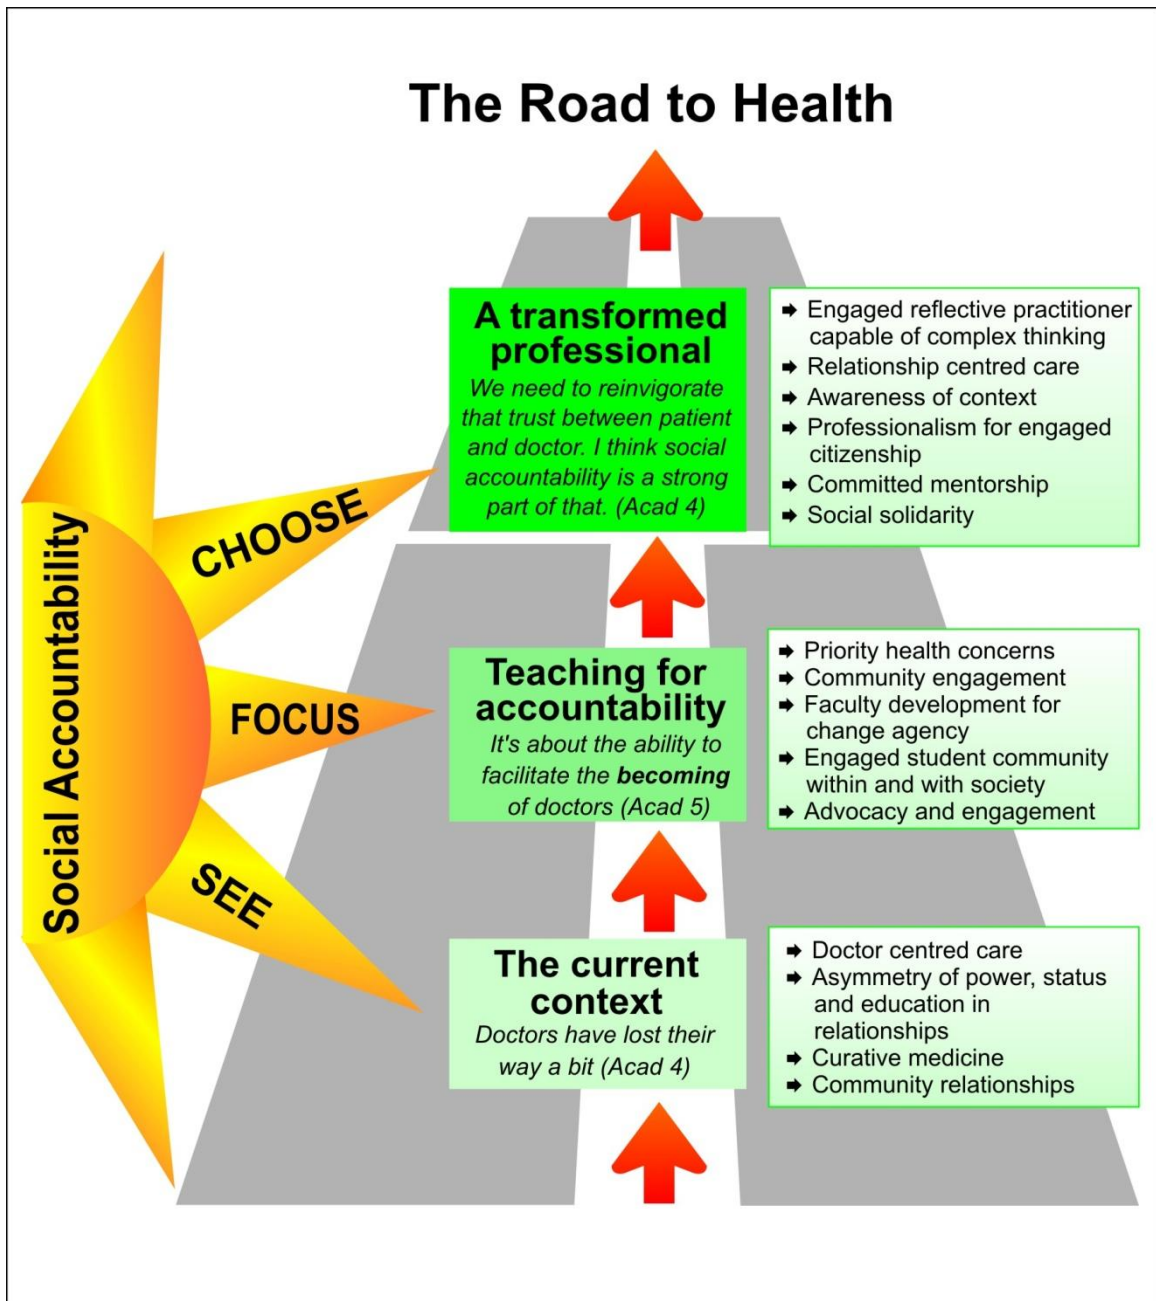 The Road to Health
Social Accountability
CHOOSE
FOCUS
SEE
A transformed
professional
We need to reinvigorate
that trust between patient
and doctor. I think social
accountability is a strong
part of that. (Acad 4)
➜ Engaged reflective practitioner
capable of complex thinking
➜ Relationship centred care
➜ Awareness of context
➜ Professionalism for engaged
citizenship
➜ Committed mentorship
➜ Social solidarity
Teaching for
accountability
It's about the ability to
facilitate the becoming
of doctors (Acad 5)
➜ Priority health concerns
➜ Community engagement
➜ Faculty development for
change agency
➜ Engaged student community
within and with society
➜ Advocacy and engagement
The current
context
Doctors have lost their
way a bit (Acad 4)
➜ Doctor centred care
➜ Asymmetry of power, status
and education in
relationships
➜ Curative medicine
➜ Community relationships